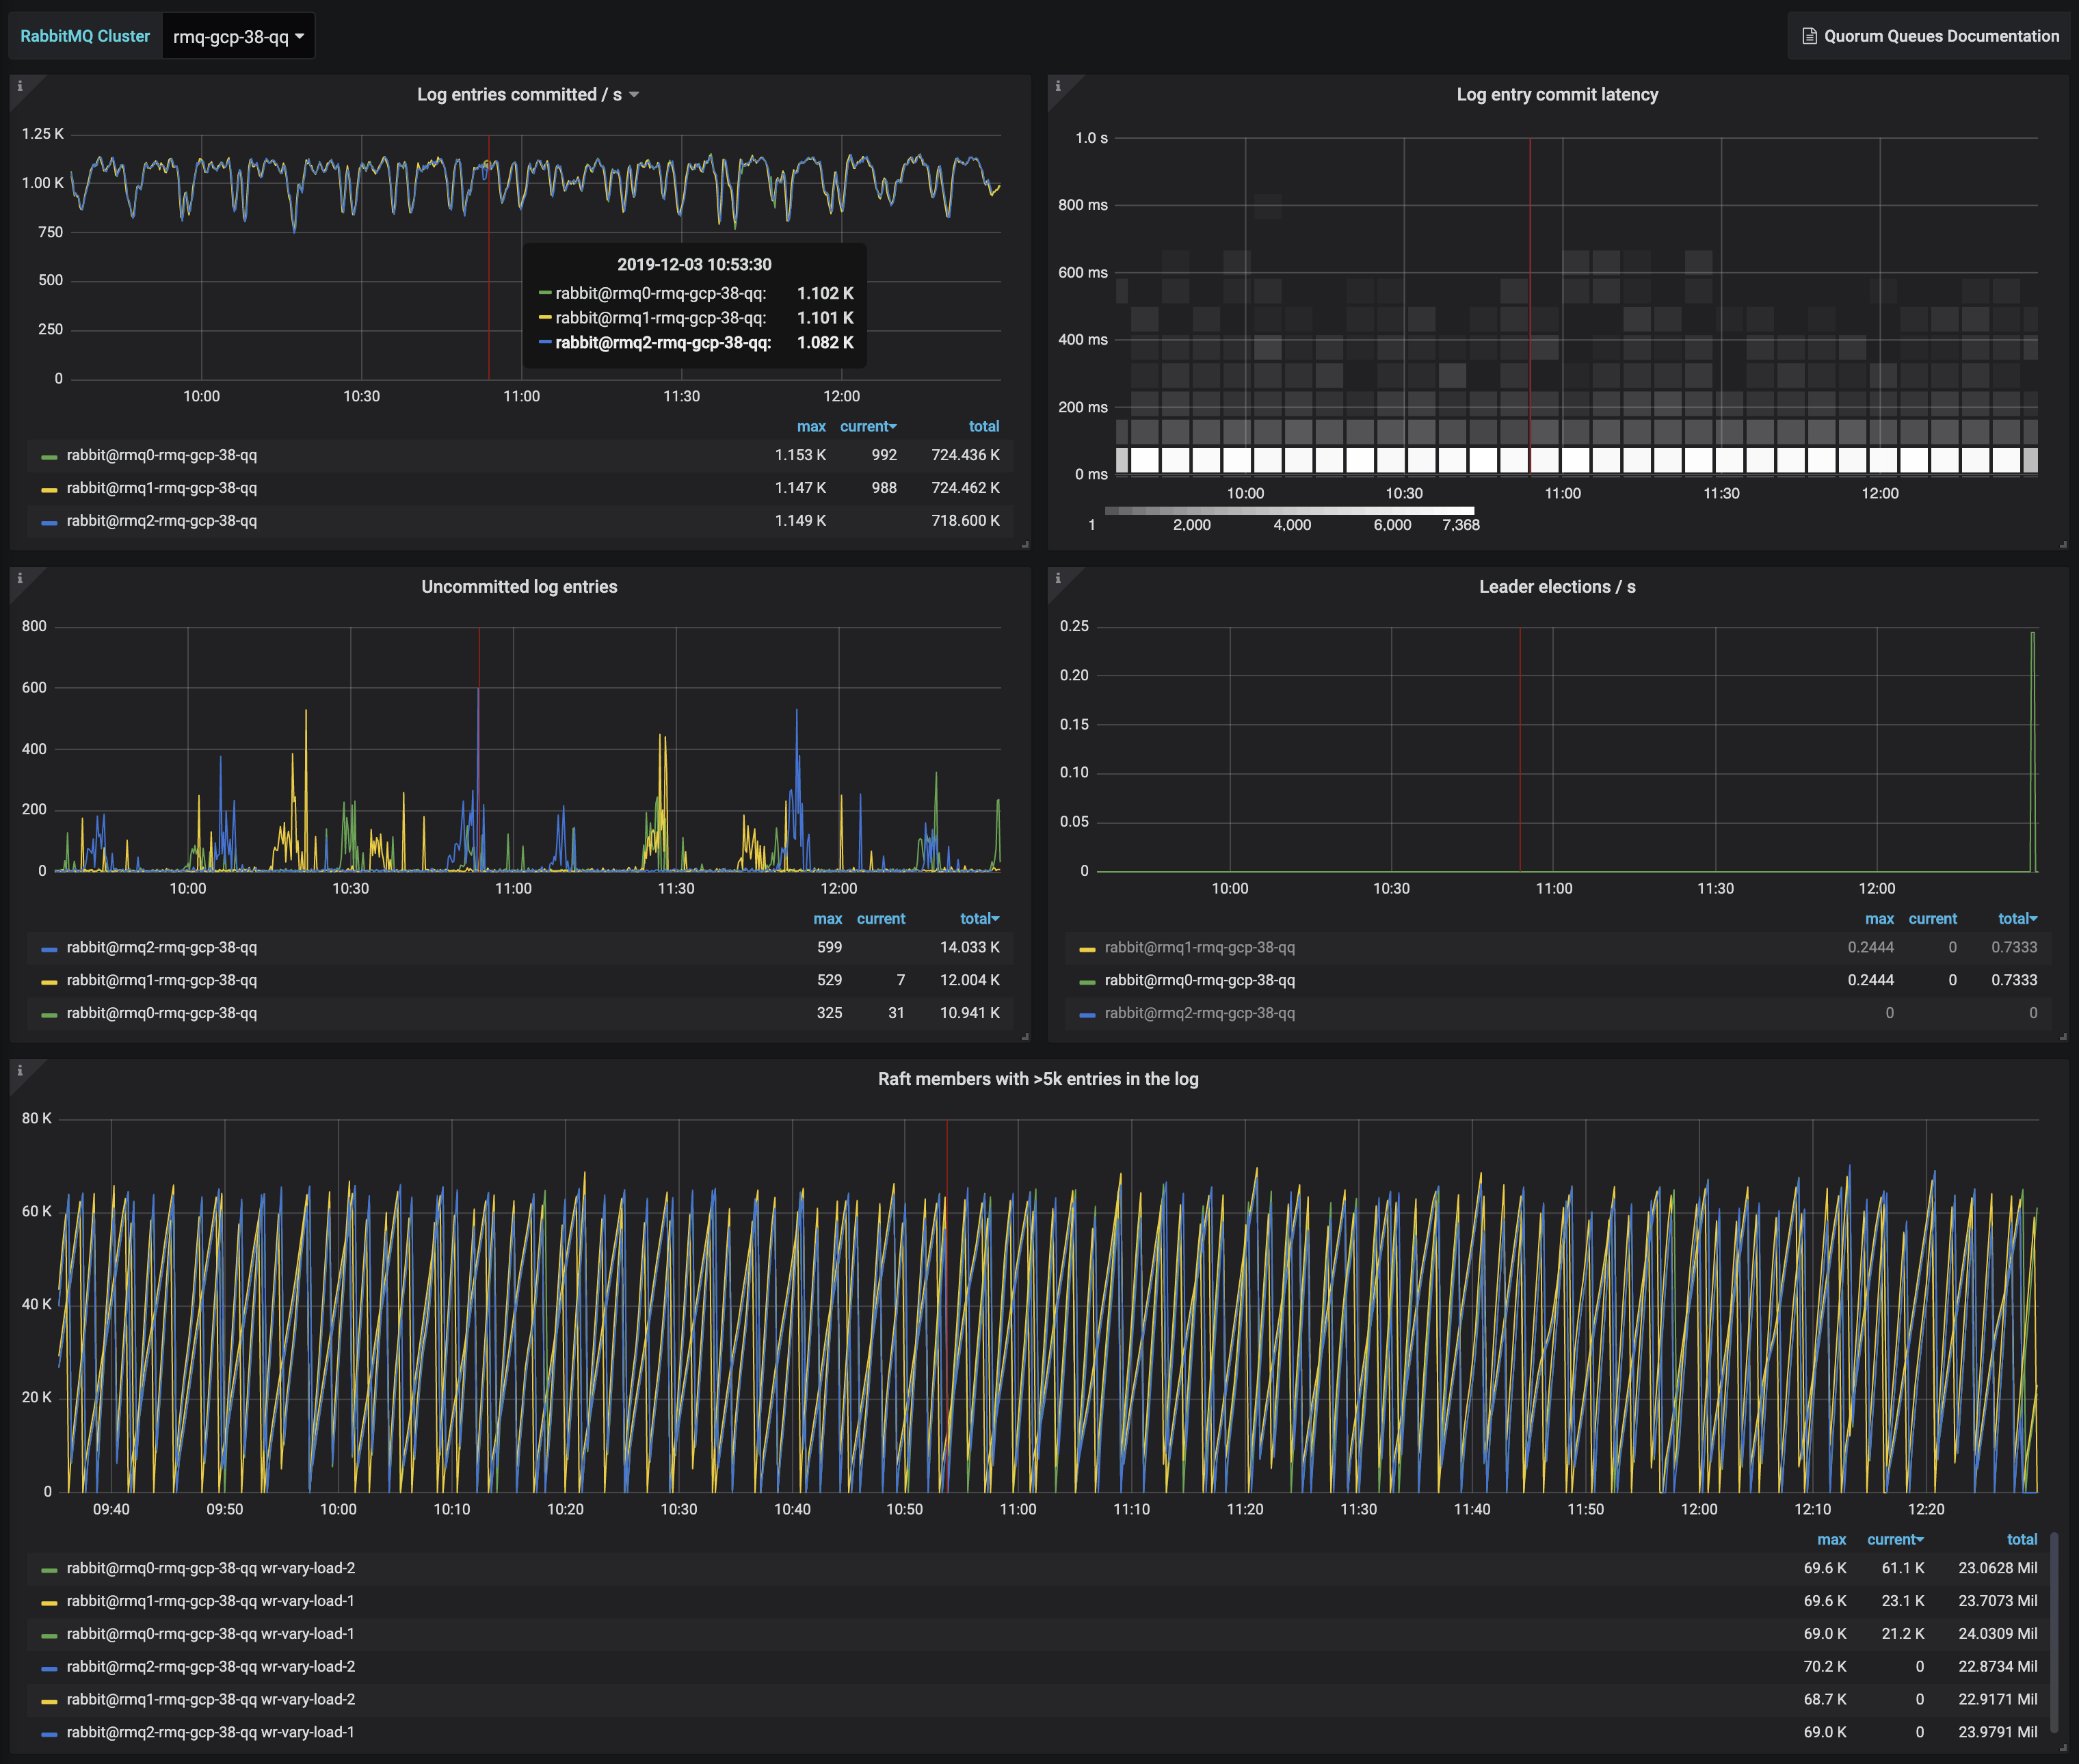 RabbitMQ Cluster rmq-gcp-38-qq Quorum Queues Documentation
Log entries committed / s
1.25 K
1.00 K
750
500
250
0
10:00 10:30 11:00 11:30 12:00
2019-12-03 10:53:30
rabbit@rmq0-rmq-gcp-38-qq: 1.102 K
rabbit@rmq1-rmq-gcp-38-qq: 1.101 K
rabbit@rmq2-rmq-gcp-38-qq: 1.082 K
max current total
rabbit@rmq0-rmq-gcp-38-qq 1.153 K 992 724.436 K
rabbit@rmq1-rmq-gcp-38-qq 1.147 K 988 724.462 K
rabbit@rmq2-rmq-gcp-38-qq 1.149 K 718.600 K
Log entry commit latency
1.0 s
800 ms
600 ms
400 ms
200 ms
0 ms
10:00 10:30 11:00 11:30 12:00
1 2,000 4,000 6,000 7,368
Uncommitted log entries
800
600
400
200
0
10:00 10:30 11:00 11:30 12:00
max current total
rabbit@rmq2-rmq-gcp-38-qq 599 14.033 K
rabbit@rmq1-rmq-gcp-38-qq 529 7 12.004 K
rabbit@rmq0-rmq-gcp-38-qq 325 31 10.941 K
Leader elections / s
0.25
0.20
0.15
0.10
0.05
0
10:00 10:30 11:00 11:30 12:00
max current total
rabbit@rmq1-rmq-gcp-38-qq 0.2444 0 0.7333
rabbit@rmq0-rmq-gcp-38-qq 0.2444 0 0.7333
rabbit@rmq2-rmq-gcp-38-qq 0 0
Raft members with >5k entries in the log
80 K
60 K
40 K
20 K
0
09:40 09:50 10:00 10:10 10:20 10:30 10:40 10:50 11:00 11:10 11:20 11:30 11:40 11:50 12:00 12:10 12:20
max current total
rabbit@rmq0-rmq-gcp-38-qq wr-vary-load-2 69.6 K 61.1 K 23.0628 Mil
rabbit@rmq1-rmq-gcp-38-qq wr-vary-load-1 69.6 K 23.1 K 23.7073 Mil
rabbit@rmq0-rmq-gcp-38-qq wr-vary-load-1 69.0 K 21.2 K 24.0309 Mil
rabbit@rmq2-rmq-gcp-38-qq wr-vary-load-2 70.2 K 0 22.8734 Mil
rabbit@rmq1-rmq-gcp-38-qq wr-vary-load-2 68.7 K 0 22.9171 Mil
rabbit@rmq2-rmq-gcp-38-qq wr-vary-load-1 69.0 K 0 23.9791 Mil